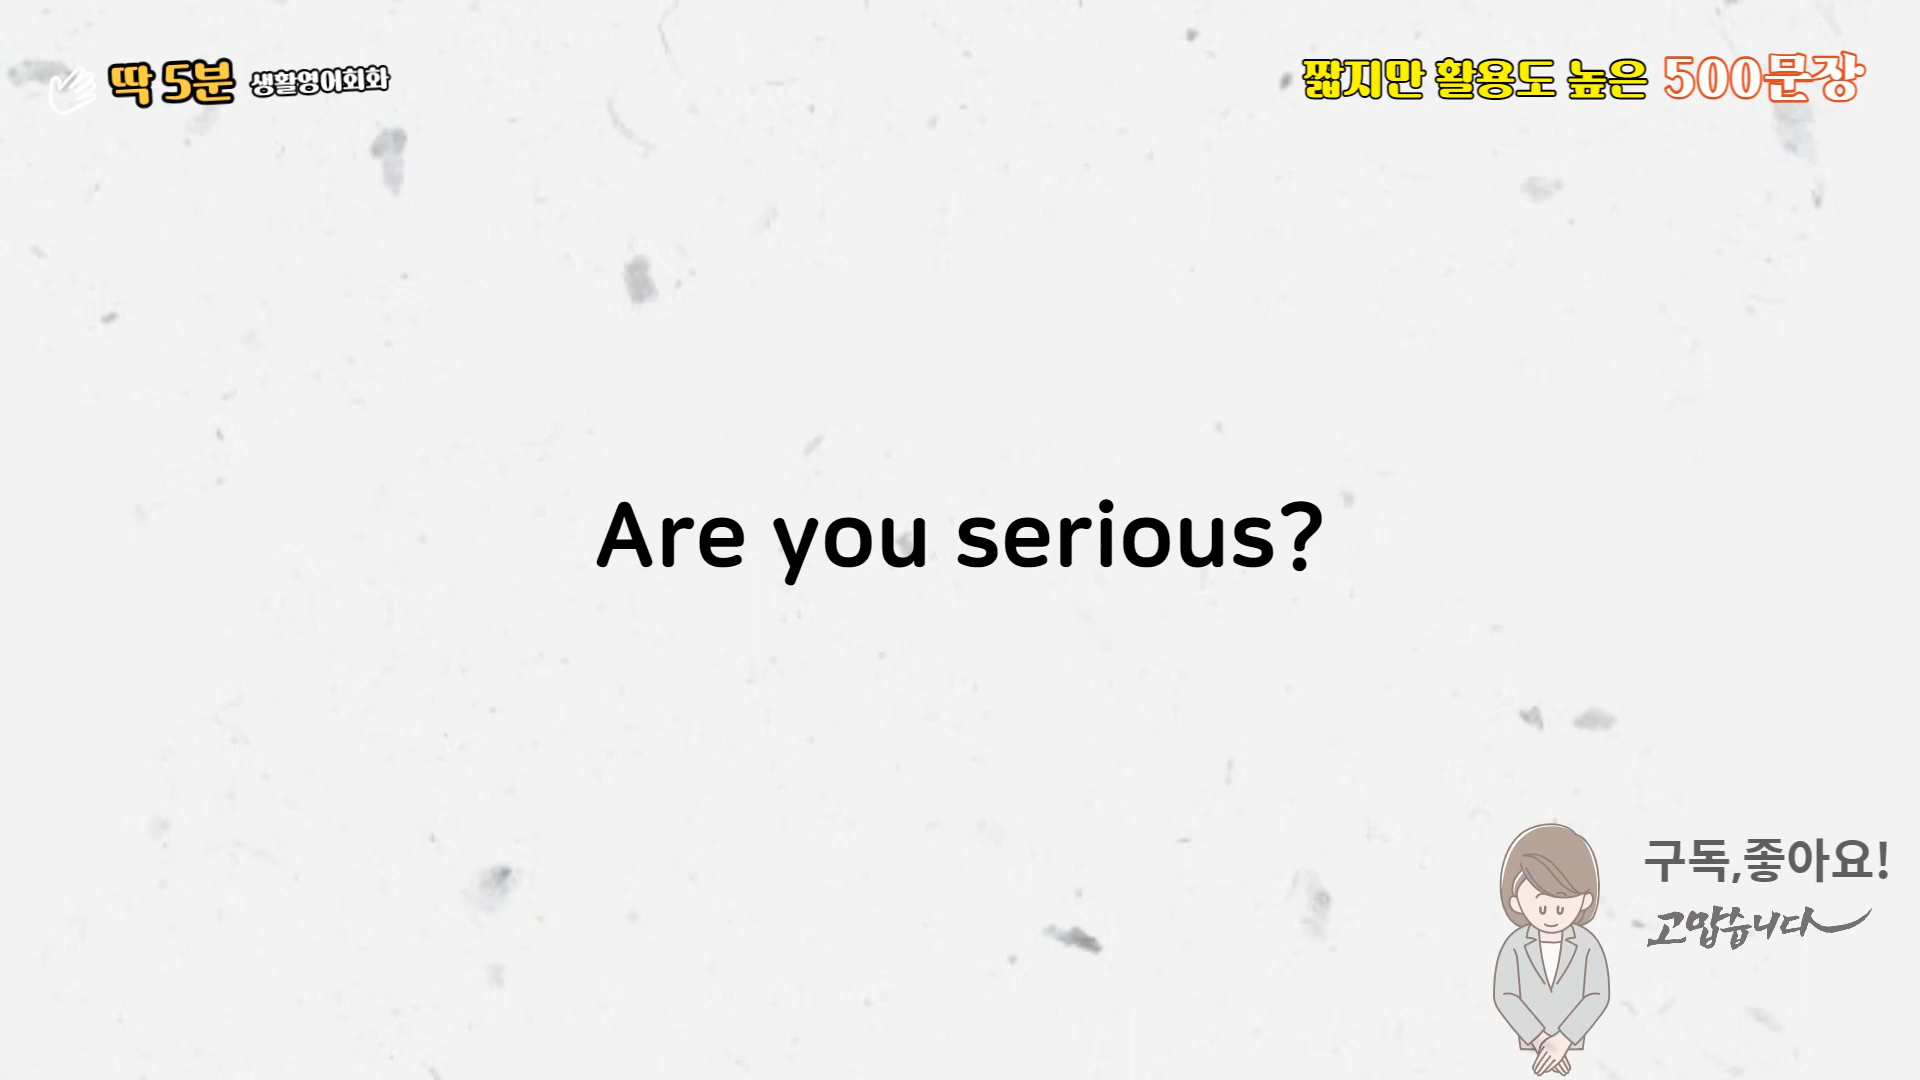 딱 5분 생활영어회화
짧지만 활용도 높은 500문장
Are you serious?
구독,좋아요!
고맙습니다